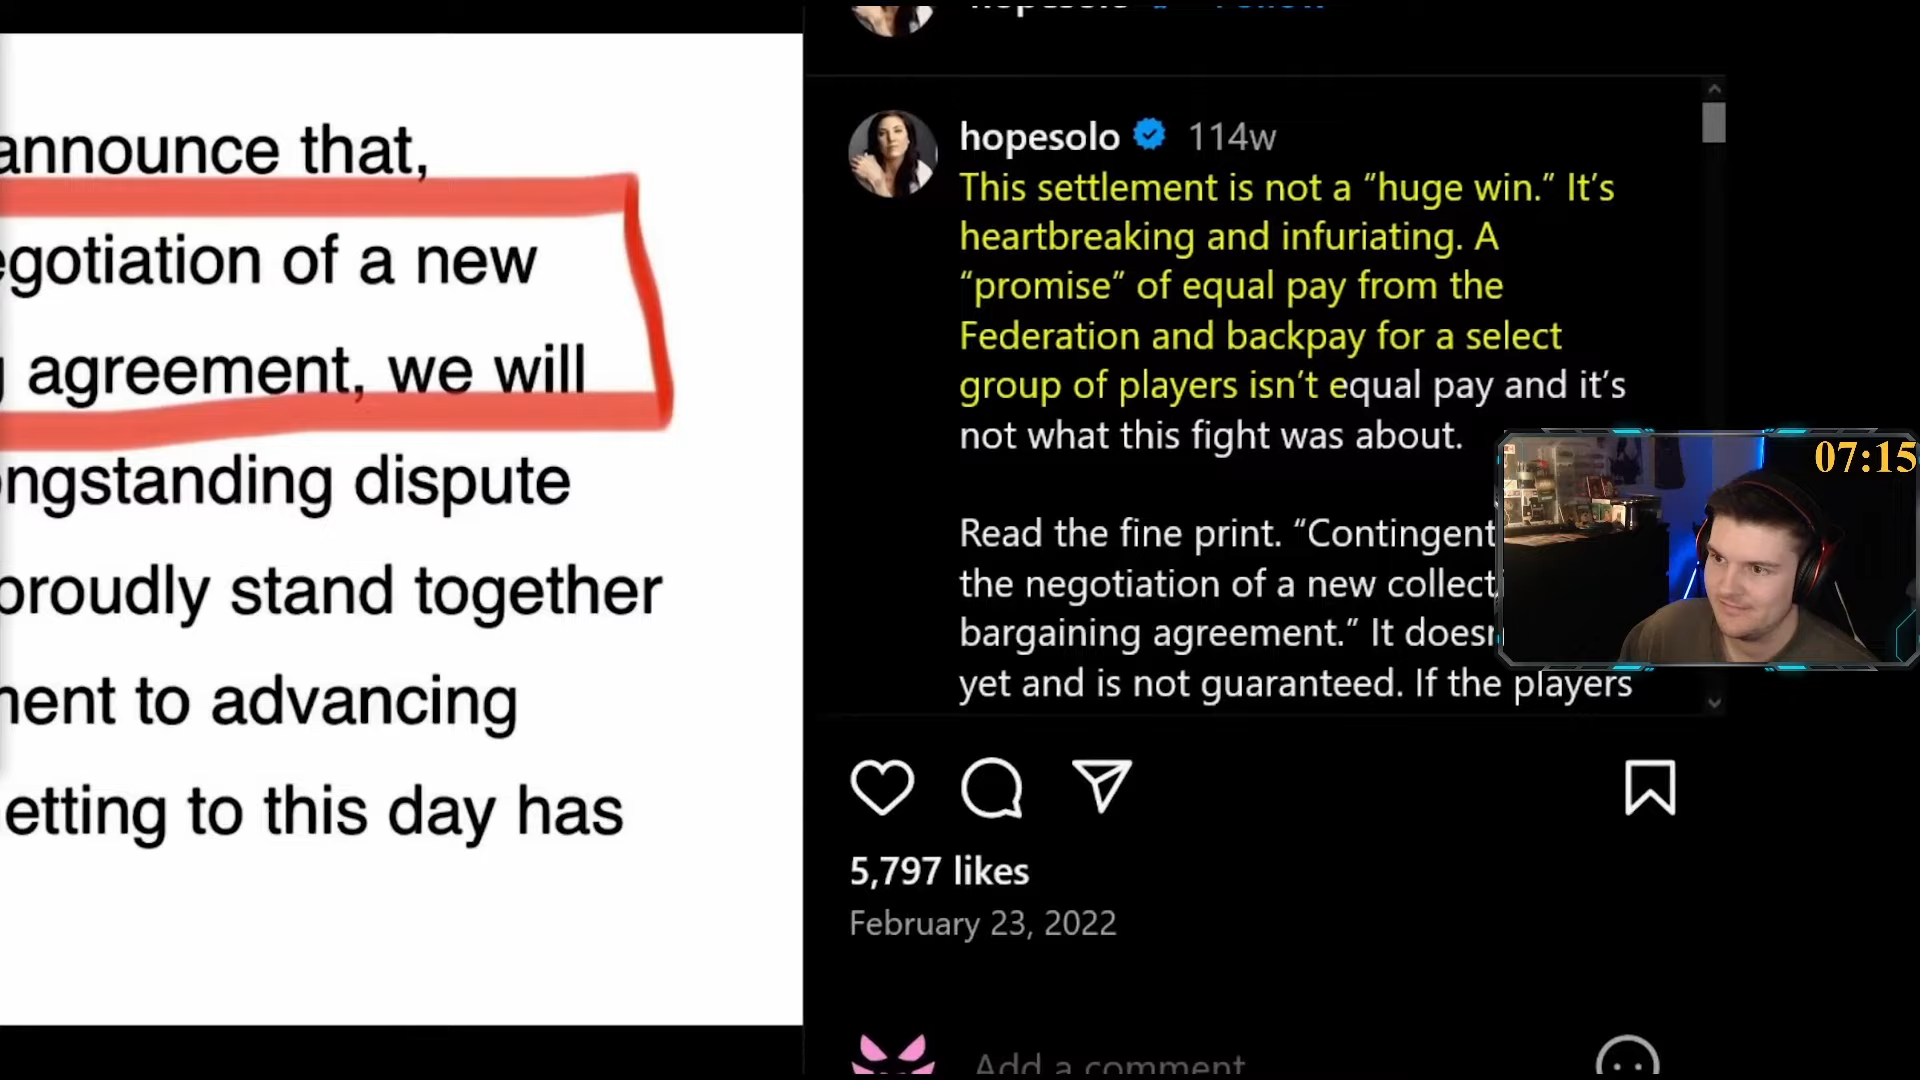 announce that,
egotiation of a new
agreement, we will
ngstanding dispute
proudly stand together
nent to advancing
etting to this day has
hopesolo 114w
This settlement is not a “huge win.” It’s
heartbreaking and infuriating. A
“promise” of equal pay from the
Federation and backpay for a select
group of players isn’t equal pay and it’s
not what this fight was about.
Read the fine print. “Contingent
the negotiation of a new collect
bargaining agreement.” It does
yet and is not guaranteed. If the players
07:15
5,797 likes
February 23, 2022
Add a comment